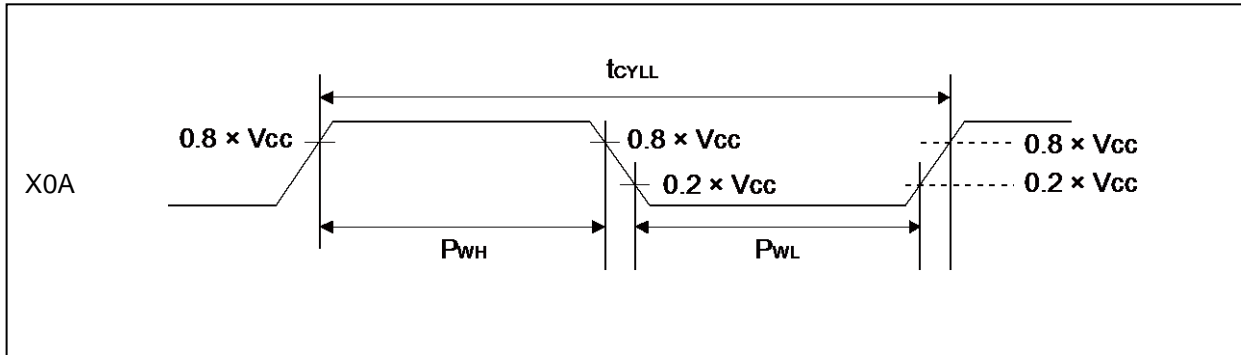 tCYLL
0.8 × Vcc
0.8 × Vcc
0.8 × Vcc
X0A
0.2 × Vcc
0.2 × Vcc
PWH
PWL